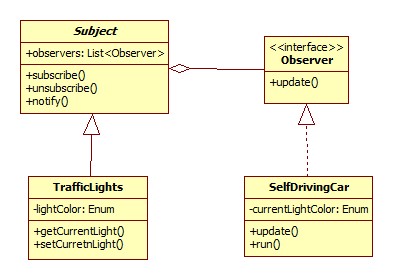 Subject
+observers: List<Observer>
+subscribe()
+unsubscribe()
+notify()
<<interface>>
Observer
+update()
TrafficLights
-lightColor: Enum
+getCurrentLight()
+setCurretnLight()
SelfDrivingCar
-currentLightColor: Enum
+update()
+run()